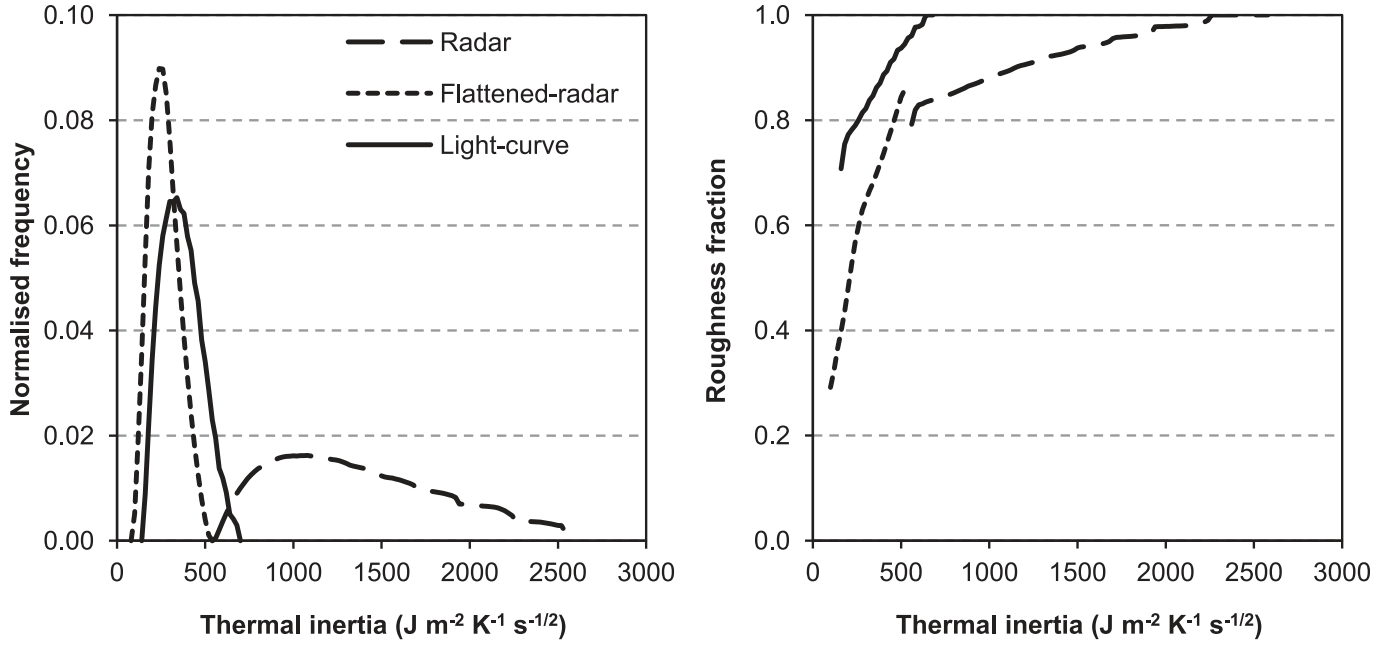 0.10
0.08
0.06
0.04
0.02
0.00
Normalised frequency
Radar
Flattened-radar
Light-curve
0 500 1000 1500 2000 2500 3000
Thermal inertia (J m-2 K-1 s-1/2)
1.0
0.8
0.6
0.4
0.2
0.0
Roughness fraction
0 500 1000 1500 2000 2500 3000
Thermal inertia (J m-2 K-1 s-1/2)